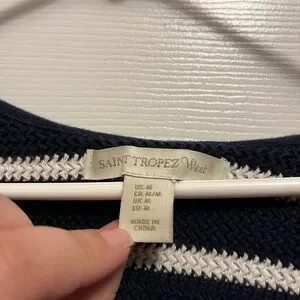 SAINT TROPEZ West
US: M
CA: M/M
UK: M
EU: M
MADE IN
CHINA